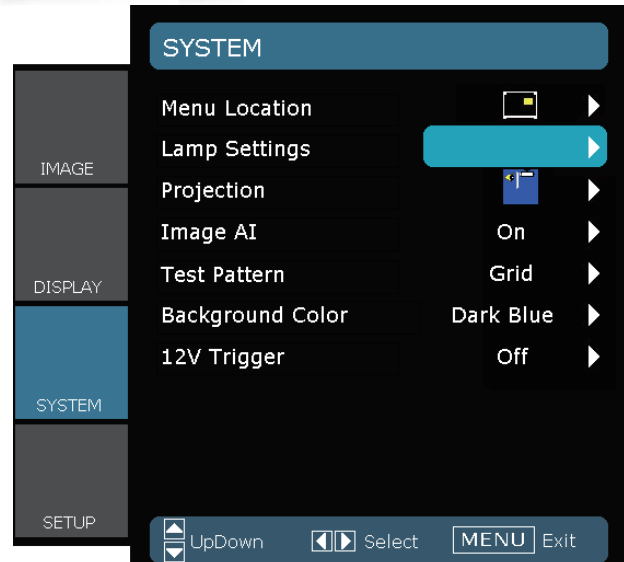 SYSTEM
Menu Location
Lamp Settings
IMAGE
Projection
Image AI On
Test Pattern Grid
DISPLAY
Background Color Dark Blue
12V Trigger Off
SYSTEM
SETUP
UpDown Select MENU Exit